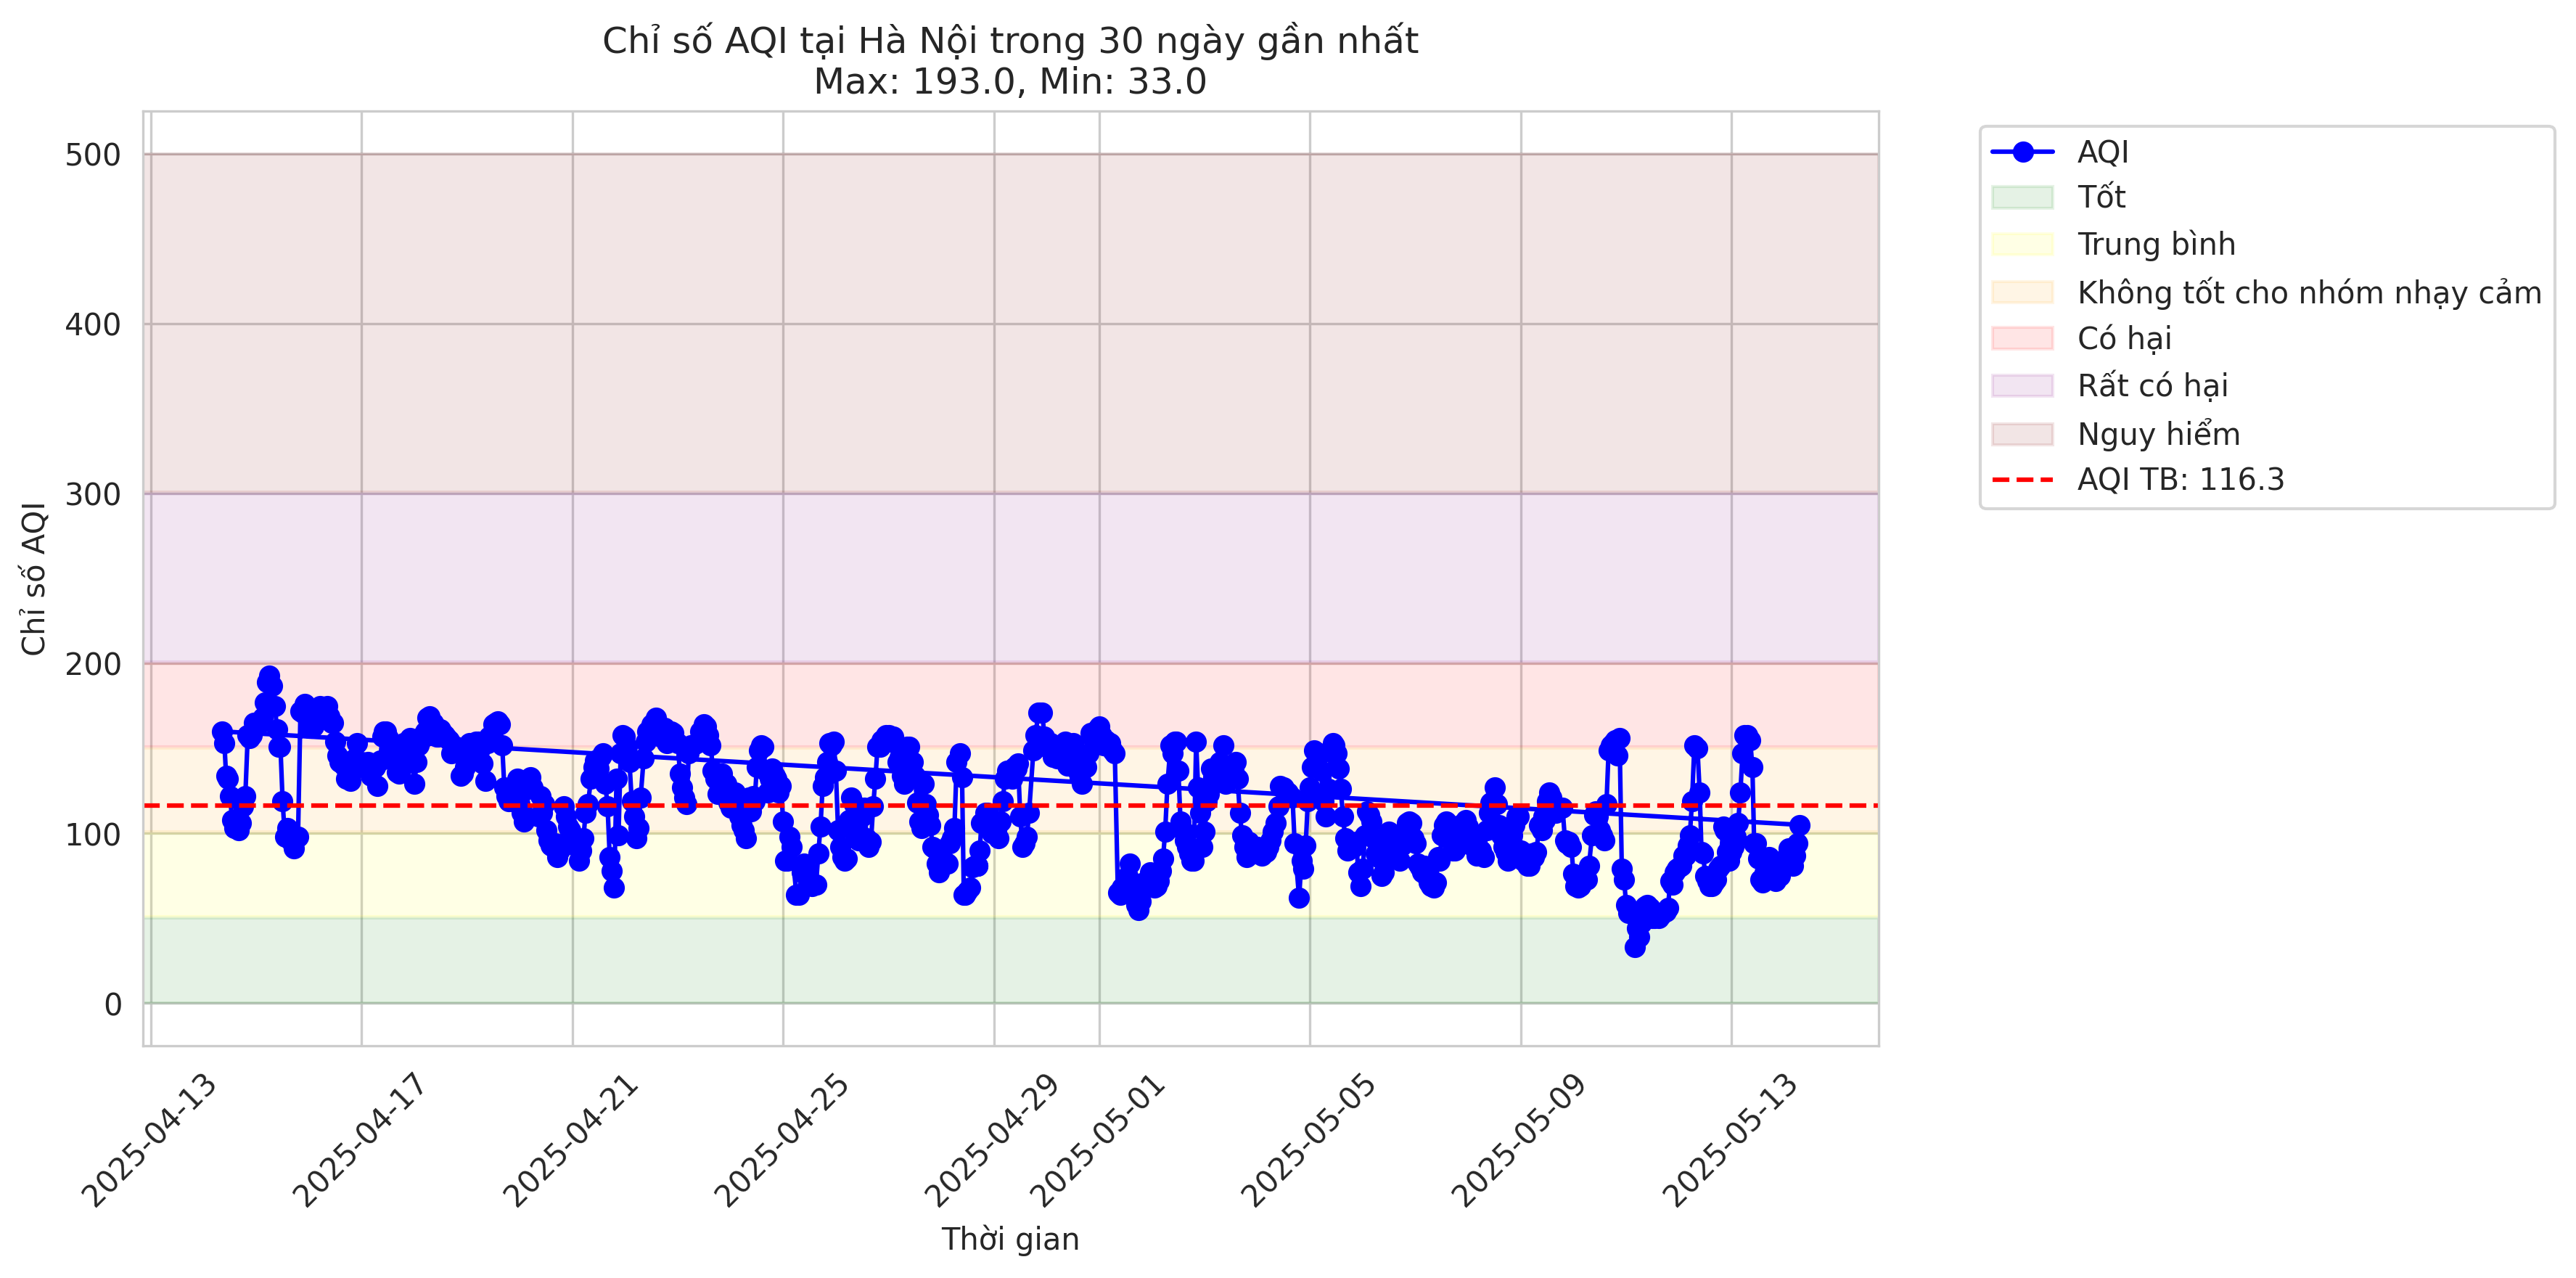 Chỉ số AQI tại Hà Nội trong 30 ngày gần nhất
Max: 193.0, Min: 33.0
Chỉ số AQI
500
400
300
200
100
0
2025-04-13
2025-04-17
2025-04-21
2025-04-25
2025-04-29
2025-05-01
2025-05-05
2025-05-09
2025-05-13
Thời gian
AQI
Tốt
Trung bình
Không tốt cho nhóm nhạy cảm
Có hại
Rất có hại
Nguy hiểm
AQI TB: 116.3